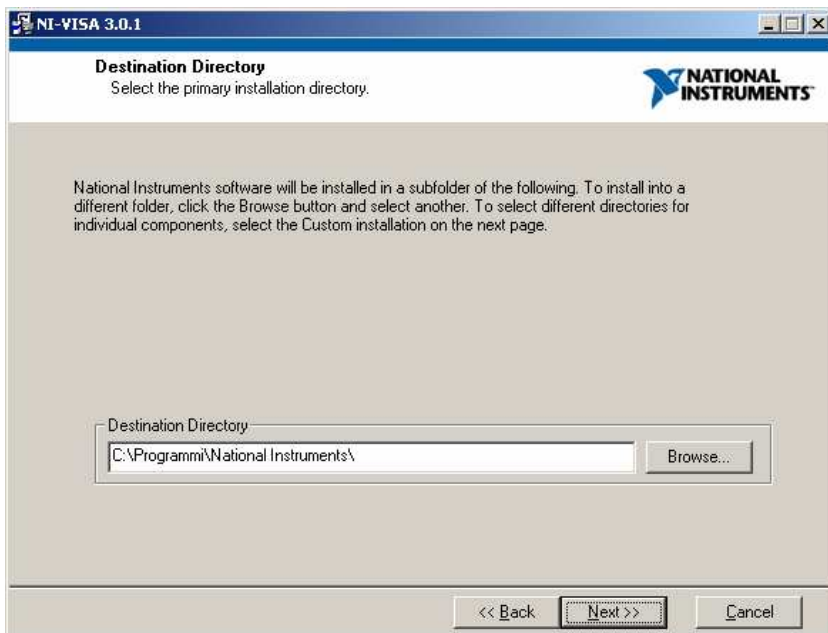 NI-VISA 3.0.1
Destination Directory
Select the primary installation directory.
NATIONAL
INSTRUMENTS™
National Instruments software will be installed in a subfolder of the following. To install into a
different folder, click the Browse button and select another. To select different directories for
individual components, select the Custom installation on the next page.
Destination Directory
C:\Programmi\National Instruments\
Browse...
<< Back
Next >>
Cancel